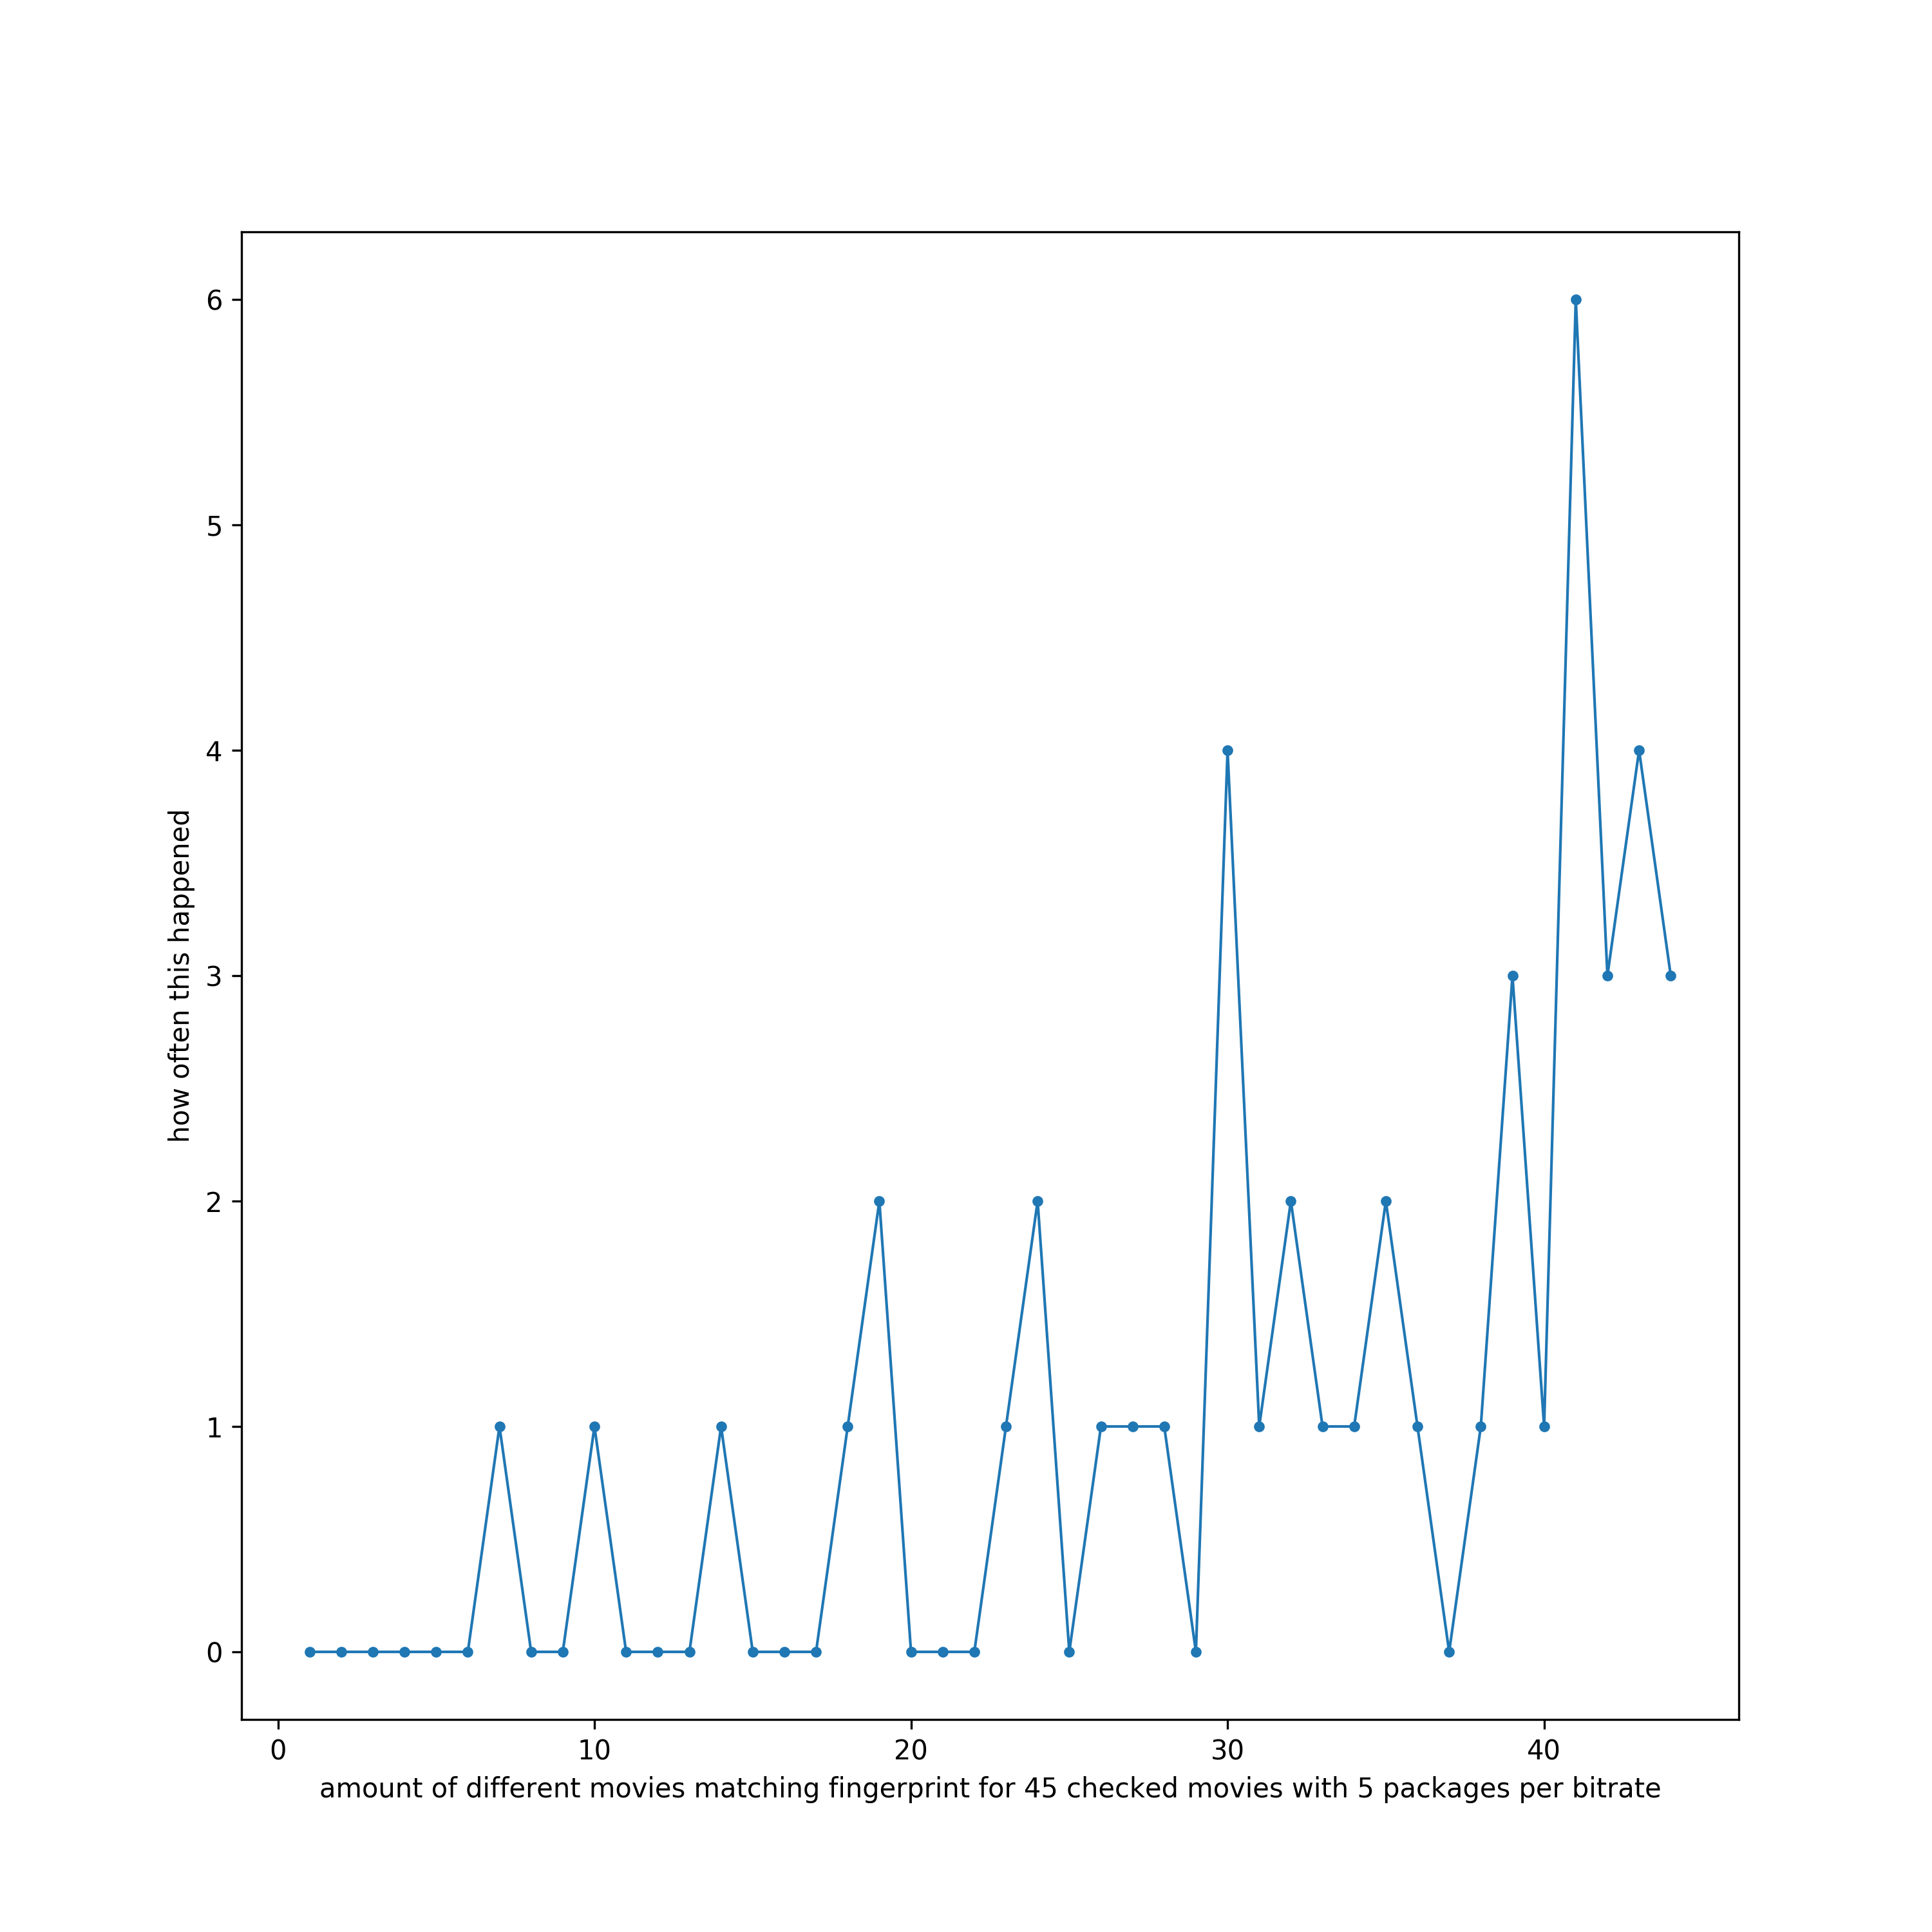 6
5
4
3
2
1
0
how often this happened
0 10 20 30 40
amount of different movies matching fingerprint for 45 checked movies with 5 packages per bitrate